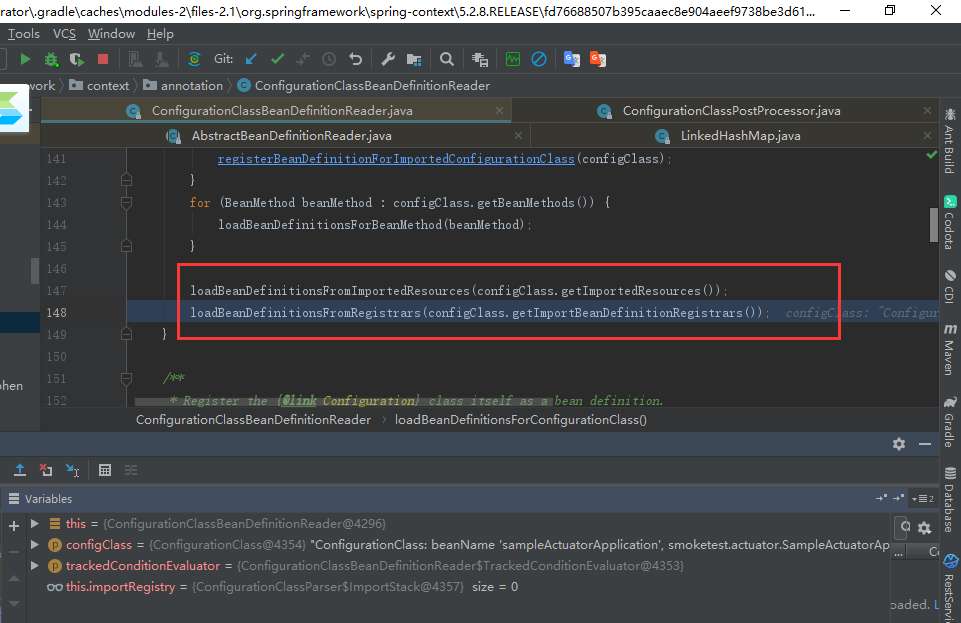 rator\.gradle\caches\modules-2\files-2.1\org.springframework\spring-context\5.2.8.RELEASE\fd76688507b395caaec8e904aeef9738be3d61...
Tools VCS Window Help
Git:
work context annotation ConfigurationClassBeanDefinitionReader
ConfigurationClassBeanDefinitionReader.java ConfigurationClassPostProcessor.java
AbstractBeanDefinitionReader.java LinkedHashMap.java
141 registerBeanDefinitionForImportedConfigurationClass(configClass);
142 }
143 for (BeanMethod beanMethod : configClass.getBeanMethods()) {
144 loadBeanDefinitionsForBeanMethod(beanMethod);
145 }
146
147 loadBeanDefinitionsFromImportedResources(configClass.getImportedResources());
148 loadBeanDefinitionsFromRegistrars(configClass.getImportBeanDefinitionRegistrars()); configClass: "Configur
149 }
150
151 /**
152 * Register the {@link Configuration} class itself as a bean definition.
phen
ConfigurationClassBeanDefinitionReader › loadBeanDefinitionsForConfigurationClass()
Variables
2
this = {ConfigurationClassBeanDefinitionReader@4296}
configClass = {ConfigurationClass@4354} "ConfigurationClass: beanName 'sampleActuatorApplication', smoketest.actuator.SampleActuatorAp
... Co
trackedConditionEvaluator = {ConfigurationClassBeanDefinitionReader$TrackedConditionEvaluator@4353}
this.importRegistry = {ConfigurationClassParser$ImportStack@4357} size = 0
oaded. L
Ant Build
Codota
CDI
Maven
Gradle
Database
RestServi